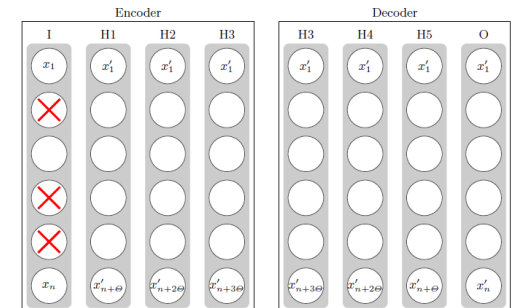 Encoder Decoder
I H1 H2 H3 H3 H4 H5 O
x₁ x′₁ x′₁ x′₁ x′₁ x′₁ x′₁ x′₁
xₙ x′ₙ₊Θ x′ₙ₊₂Θ x′ₙ₊₃Θ x′ₙ₊₃Θ x′ₙ₊₂Θ x′ₙ₊Θ x′ₙ